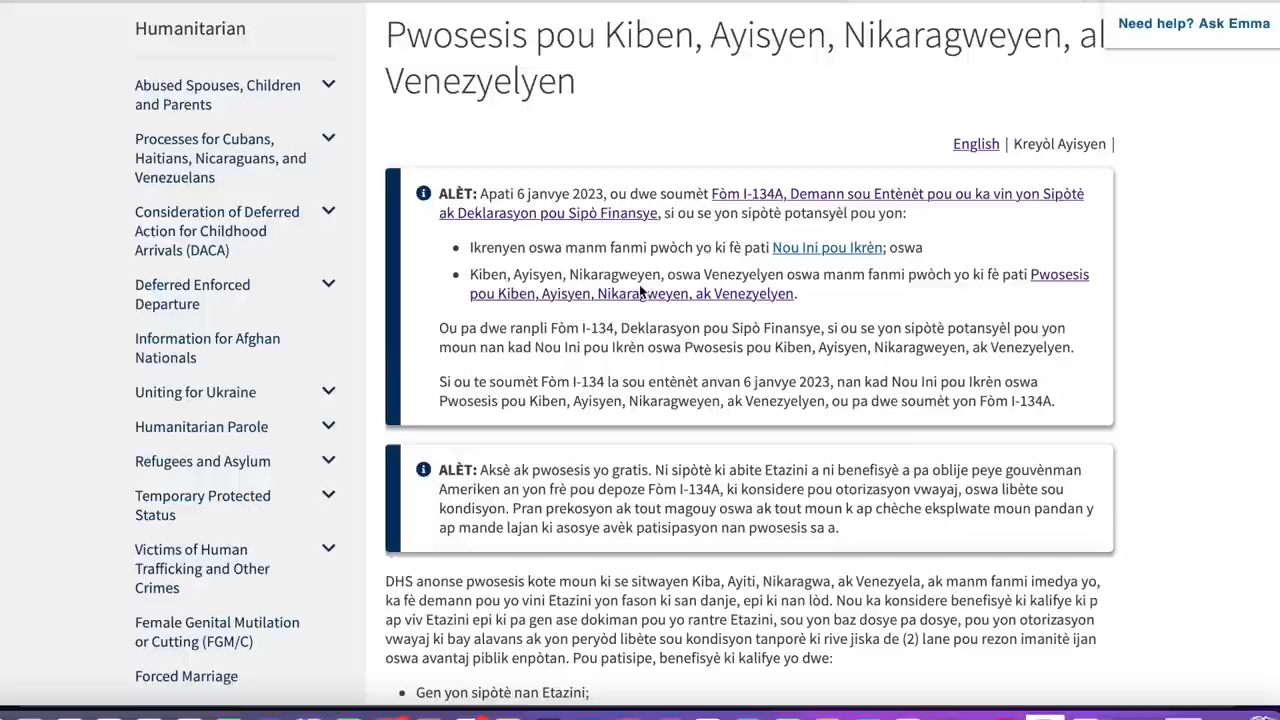 Humanitarian
Abused Spouses, Children
and Parents
Processes for Cubans,
Haitians, Nicaraguans, and
Venezuelans
Consideration of Deferred
Action for Childhood
Arrivals (DACA)
Deferred Enforced
Departure
Information for Afghan
Nationals
Uniting for Ukraine
Humanitarian Parole
Refugees and Asylum
Temporary Protected
Status
Victims of Human
Trafficking and Other
Crimes
Female Genital Mutilation
or Cutting (FGM/C)
Forced Marriage
Need help? Ask Emma
Pwosesis pou Kiben, Ayisyen, Nikaragweyen, a
Venezyelyen
English | Kreyòl Ayisyen |
ALÈT: Apati 6 janvye 2023, ou dwe soumèt Fòm I-134A, Demann sou Entènèt pou ou ka vin yon Sipòtè
ak Deklarasyon pou Sipò Finansye, si ou se yon sipòtè potansyèl pou yon:
• Ikrenyen oswa manm fanmi pwòch yo ki fè pati Nou Ini pou Ikrèn; oswa
• Kiben, Ayisyen, Nikaragweyen, oswa Venezyelyen oswa manm fanmi pwòch yo ki fè pati Pwosesis
pou Kiben, Ayisyen, Nikaragweyen, ak Venezyelyen.
Ou pa dwe ranpli Fòm I-134, Deklarasyon pou Sipò Finansye, si ou se yon sipòtè potansyèl pou yon
moun nan kad Nou Ini pou Ikrèn oswa Pwosesis pou Kiben, Ayisyen, Nikaragweyen, ak Venezyelyen.
Si ou te soumèt Fòm I-134 la sou entènèt anvan 6 janvye 2023, nan kad Nou Ini pou Ikrèn oswa
Pwosesis pou Kiben, Ayisyen, Nikaragweyen, ak Venezyelyen, ou pa dwe soumèt yon Fòm I-134A.
ALÈT: Aksè ak pwosesis yo gratis. Ni sipòtè ki abite Etazini a ni benefisyè a pa oblije peye gouvènman
Ameriken an yon frè pou depoze Fòm I-134A, ki konsidere pou otorizasyon vwayaj, oswa libète sou
kondisyon. Pran prekosyon ak tout magouy oswa ak tout moun k ap chèche eksplwate moun pandan y
ap mande lajan ki asosye avèk patisipasyon nan pwosesis sa a.
DHS anonse pwosesis kote moun ki se sitwayen Kiba, Ayiti, Nikaragwa, ak Venezyela, ak manm fanmi imedya yo,
ka fè demann pou yo vini Etazini yon fason ki san danje, epi ki nan lòd. Nou ka konsidere benefisyè ki kalifye ki p
ap viv Etazini epi ki pa gen ase dokiman pou yo rantre Etazini, sou yon baz dosye pa dosye, pou yon otorizasyon
vwayaj ki bay alavans ak yon peryòd libète sou kondisyon tanporè ki rive jiska de (2) lane pou rezon imanitè ijan
oswa avantaj piblik enpòtan. Pou patisipe, benefisyè ki kalifye yo dwe:
• Gen yon sipòtè nan Etazini;